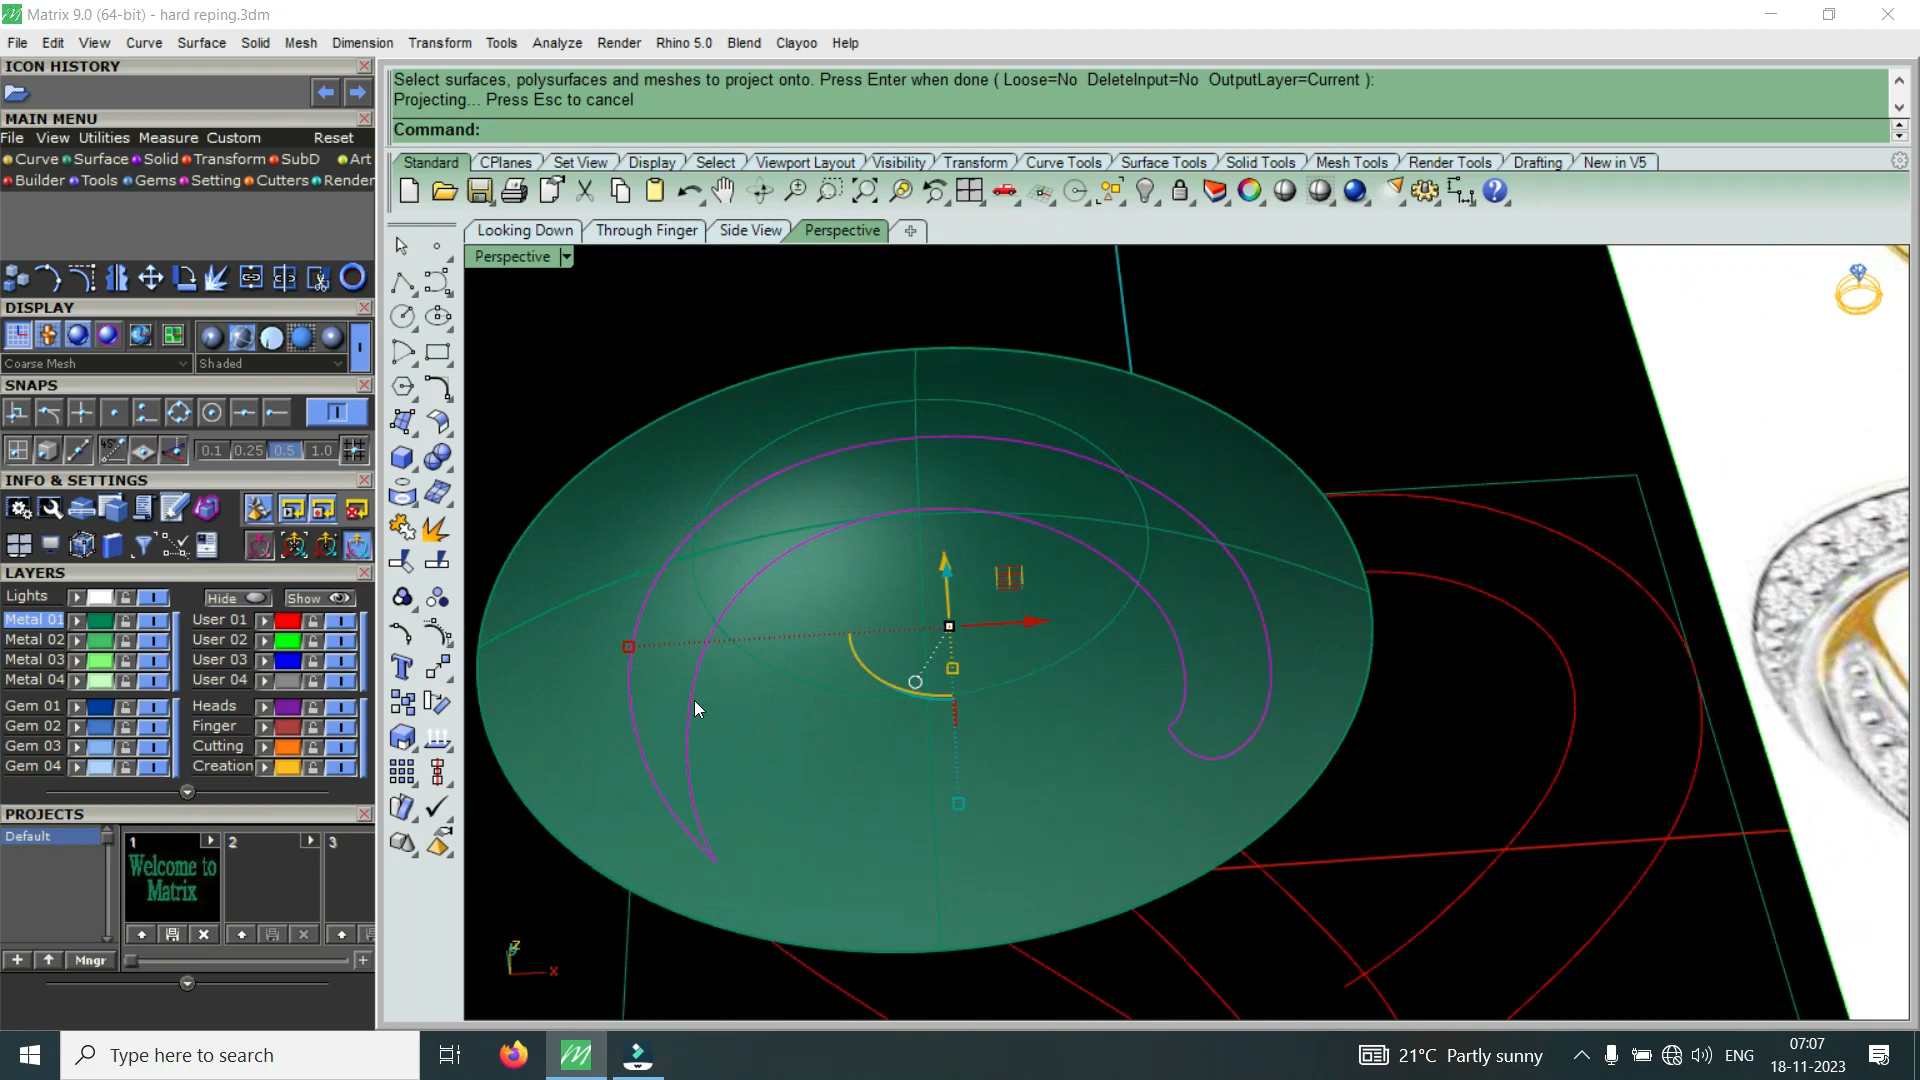 Matrix 9.0 (64-bit) - hard reping.3dm
File Edit View Curve Surface Solid Mesh Dimension Transform Tools Analyze Render Rhino 5.0 Blend Clayoo Help
ICON HISTORY
Select surfaces, polysurfaces and meshes to project onto. Press Enter when done ( Loose=No DeleteInput=No OutputLayer=Current ):
Projecting... Press Esc to cancel
Command:
MAIN MENU
File View Utilities Measure Custom Reset
Curve Surface Solid Transform SubD Art
Builder Tools Gems Setting Cutters Render
Standard CPlanes Set View Display Select Viewport Layout Visibility Transform Curve Tools Surface Tools Solid Tools Mesh Tools Render Tools Drafting New in V5
Looking Down Through Finger Side View Perspective
Perspective
DISPLAY
Coarse Mesh Shaded
SNAPS
0.1 0.25 0.5 1.0
INFO & SETTINGS
LAYERS
Lights Hide Show
Metal 01 User 01
Metal 02 User 02
Metal 03 User 03
Metal 04 User 04
Gem 01 Heads
Gem 02 Finger
Gem 03 Cutting
Gem 04 Creation
PROJECTS
Default 1 2 3
Welcome to
Matrix
Mngr
z
x
Type here to search
21°C Partly sunny
ENG
07:07
18-11-2023